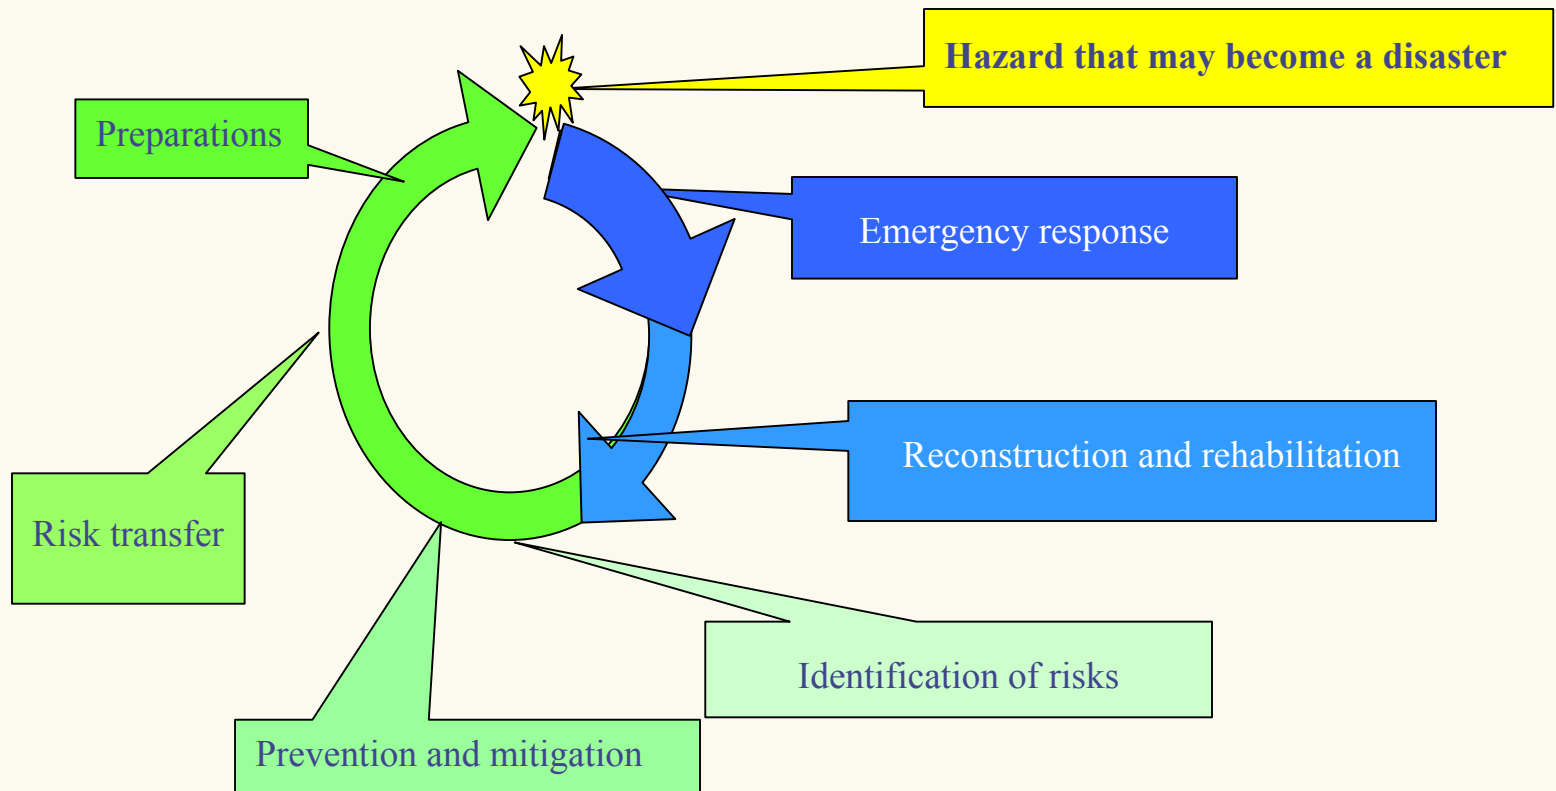 Hazard that may become a disaster
Preparations
Emergency response
Reconstruction and rehabilitation
Risk transfer
Identification of risks
Prevention and mitigation